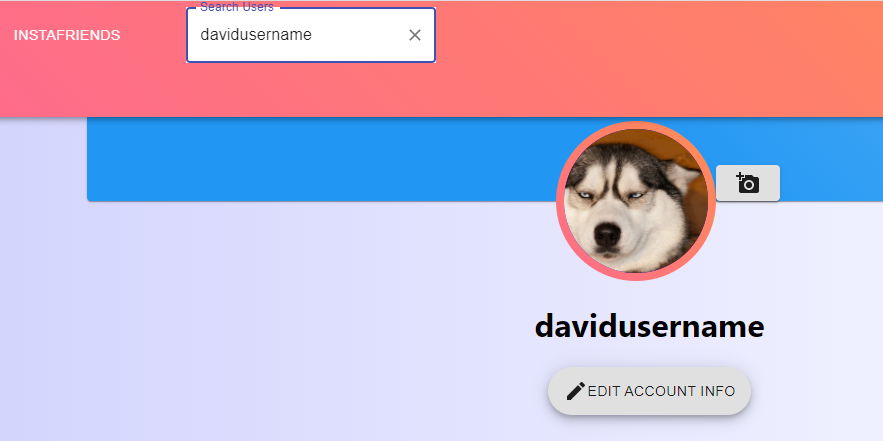 Search Users
INSTAFRIENDS
davidusername
davidusername
EDIT ACCOUNT INFO